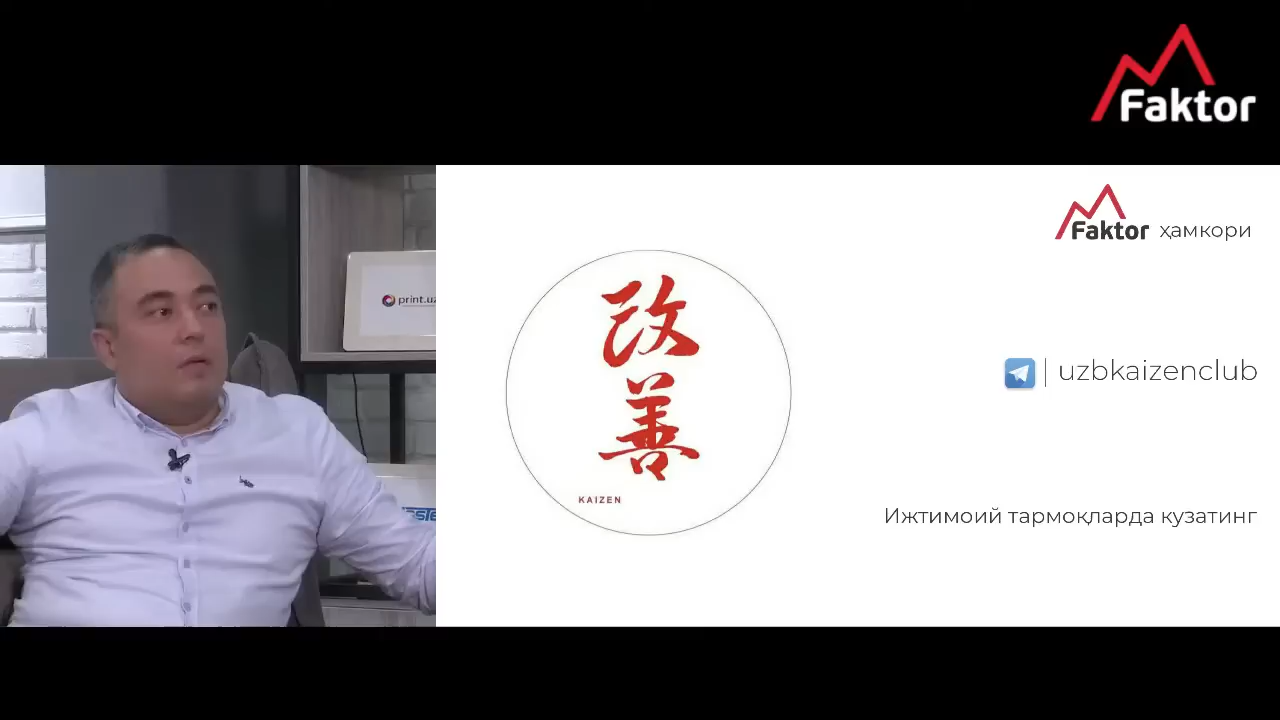 Faktor
Faktor ҳамкори
print.uz
改
善
uzbkaizenclub
KAIZEN
Ижтимоий тармоқларда кузатинг